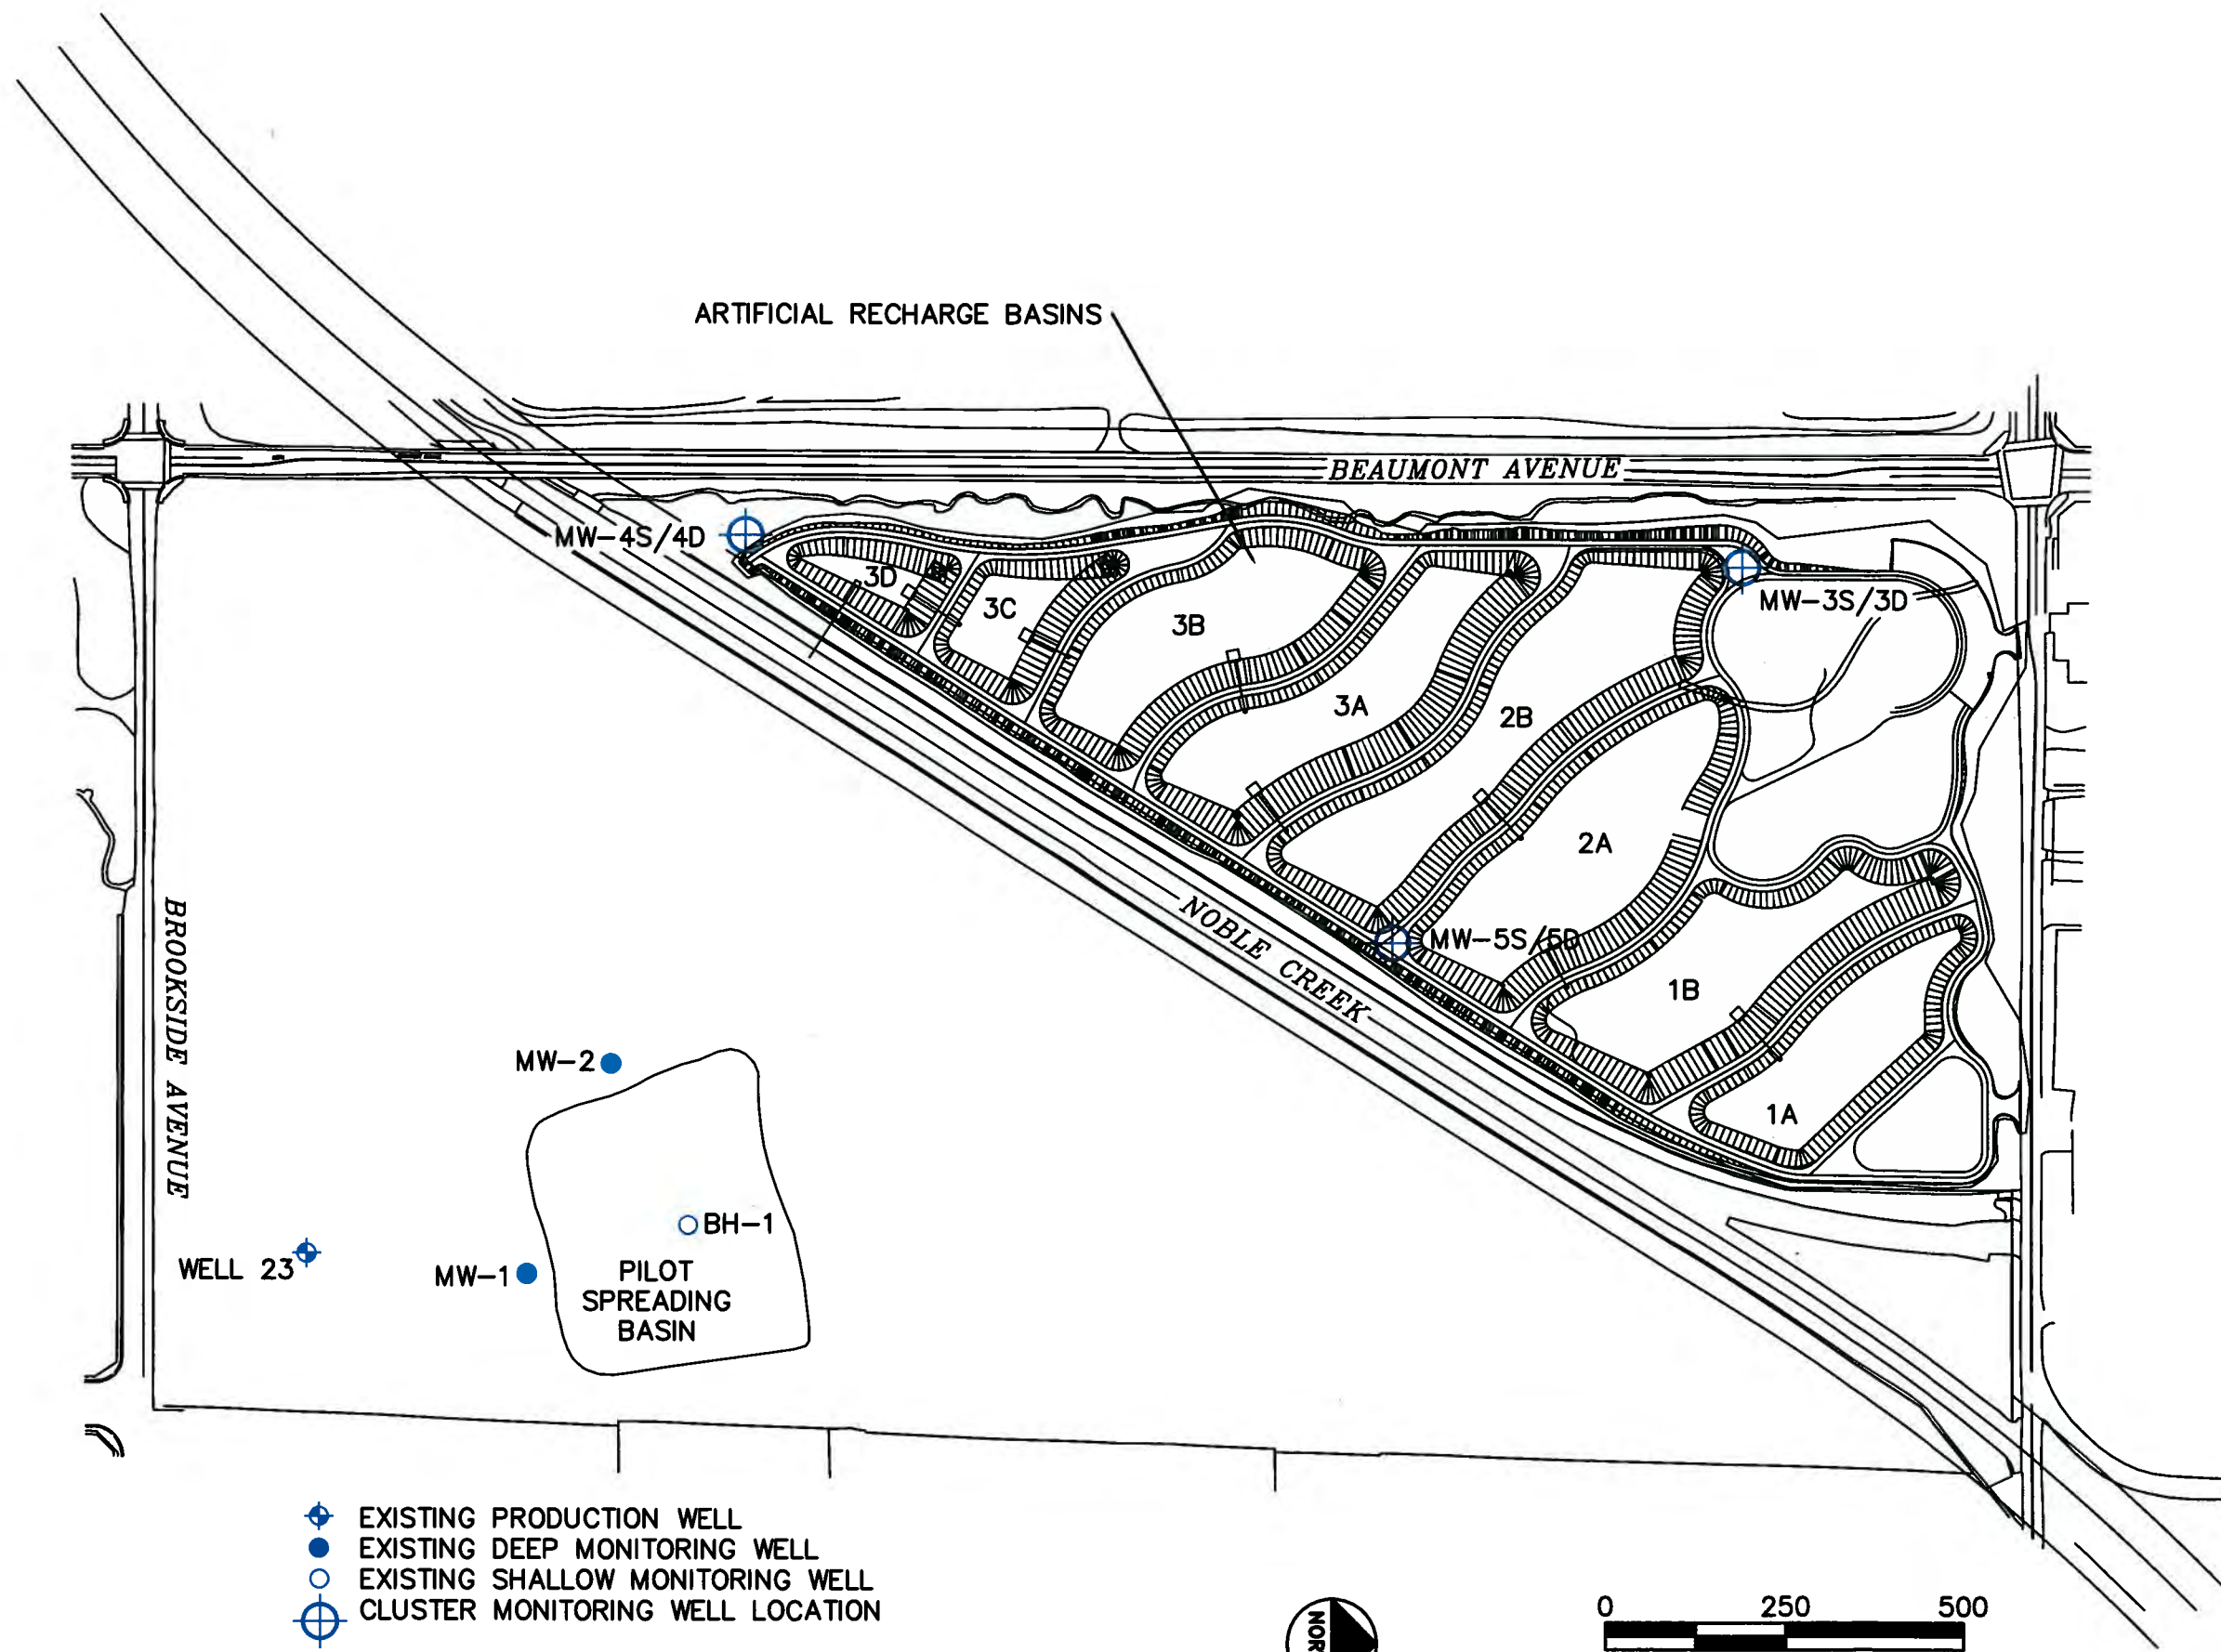 ARTIFICIAL RECHARGE BASINS
BEAUMONT AVENUE
MW-4S/4D
3D
3C
3B
MW-3S/3D
3A
2B
2A
BROOKSIDE AVENUE
NOBLE CREEK
MW-5S/5D
1B
MW-2
1A
BH-1
WELL 23
MW-1
PILOT
SPREADING
BASIN
EXISTING PRODUCTION WELL
EXISTING DEEP MONITORING WELL
EXISTING SHALLOW MONITORING WELL
CLUSTER MONITORING WELL LOCATION
0 250 500